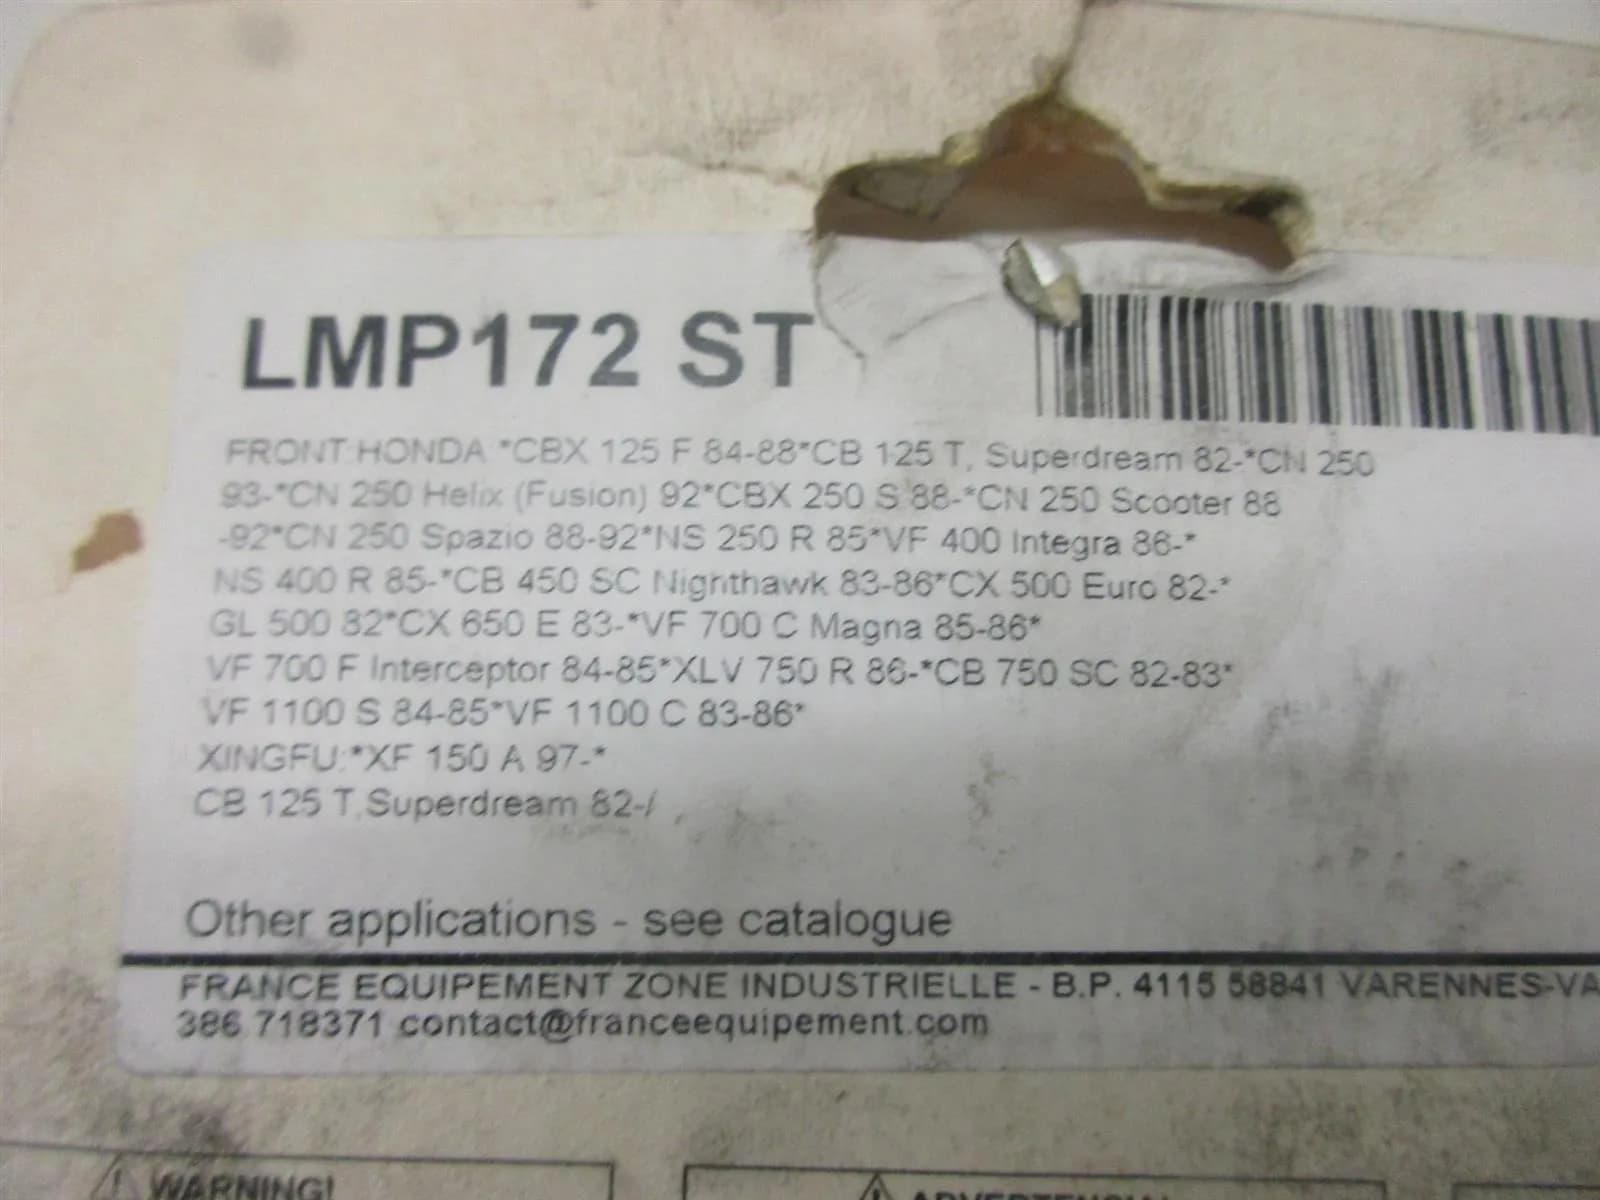 LMP172 ST
FRONT:HONDA *CBX 125 F 84-88*CB 125 T, Superdream 82-*CN 250
93-*CN 250 Helix (Fusion) 92*CBX 250 S 88-*CN 250 Scooter 88
-92*CN 250 Spazio 88-92*NS 250 R 85*VF 400 Integra 86-*
NS 400 R 85-*CB 450 SC Nighthawk 83-86*CX 500 Euro 82-*
GL 500 82*CX 650 E 83-*VF 700 C Magna 85-86*
VF 700 F Interceptor 84-85*XLV 750 R 86-*CB 750 SC 82-83*
VF 1100 S 84-85*VF 1100 C 83-86*
XINGFU:*XF 150 A 97-*
CB 125 T,Superdream 82-/
Other applications - see catalogue
FRANCE EQUIPEMENT ZONE INDUSTRIELLE - B.P. 4115 58841 VARENNES-VA
386 718371 contact@franceequipement.com
WARNING!